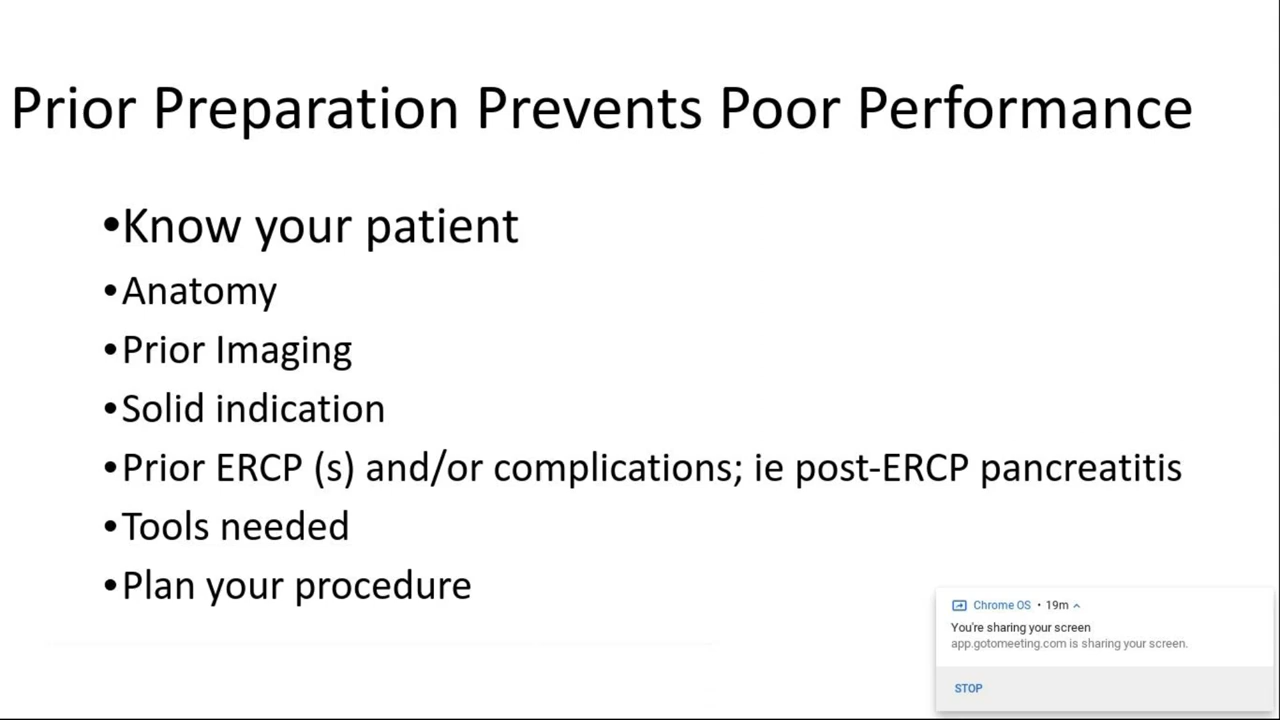 Prior Preparation Prevents Poor Performance
•Know your patient
•Anatomy
•Prior Imaging
•Solid indication
•Prior ERCP (s) and/or complications; ie post-ERCP pancreatitis
•Tools needed
•Plan your procedure
Chrome OS • 19m
You're sharing your screen
app.gotomeeting.com is sharing your screen.
STOP